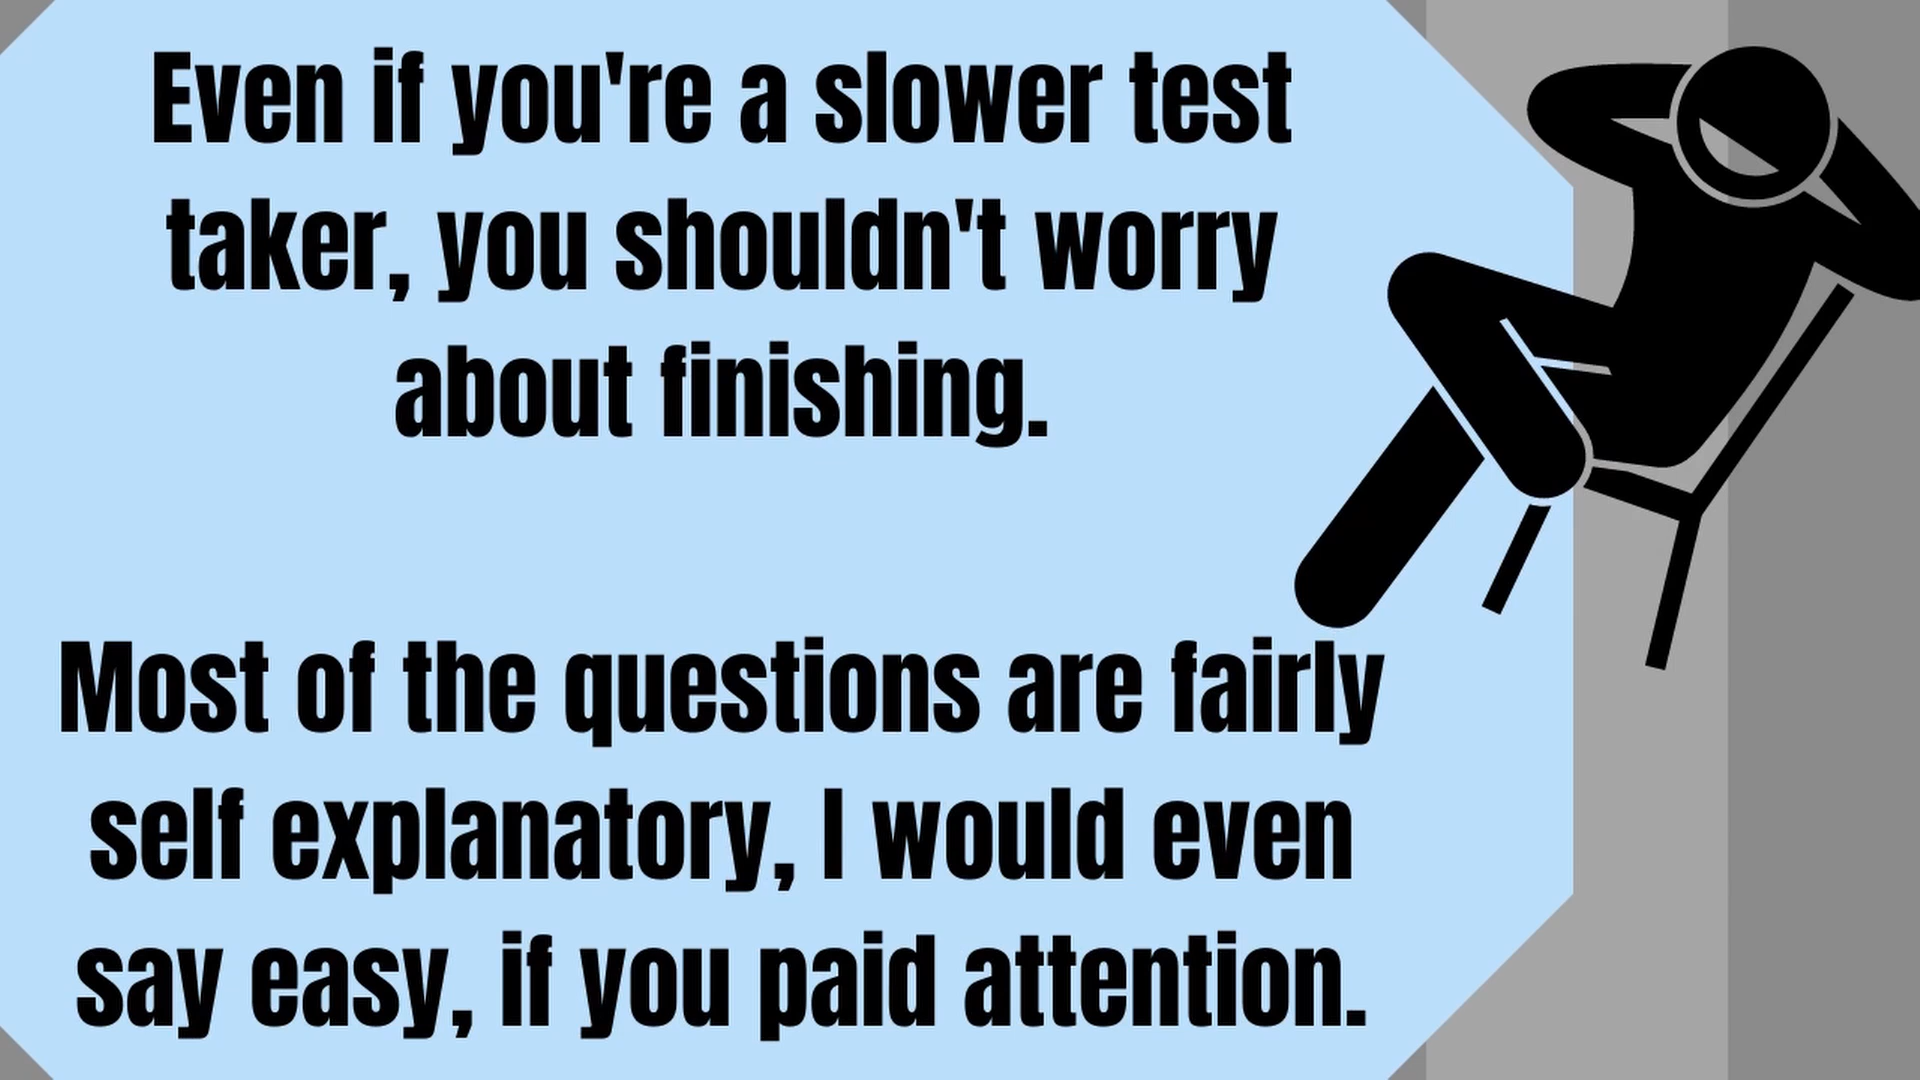 Even if you're a slower test
taker, you shouldn't worry
about finishing.
Most of the questions are fairly
self explanatory, I would even
say easy, if you paid attention.